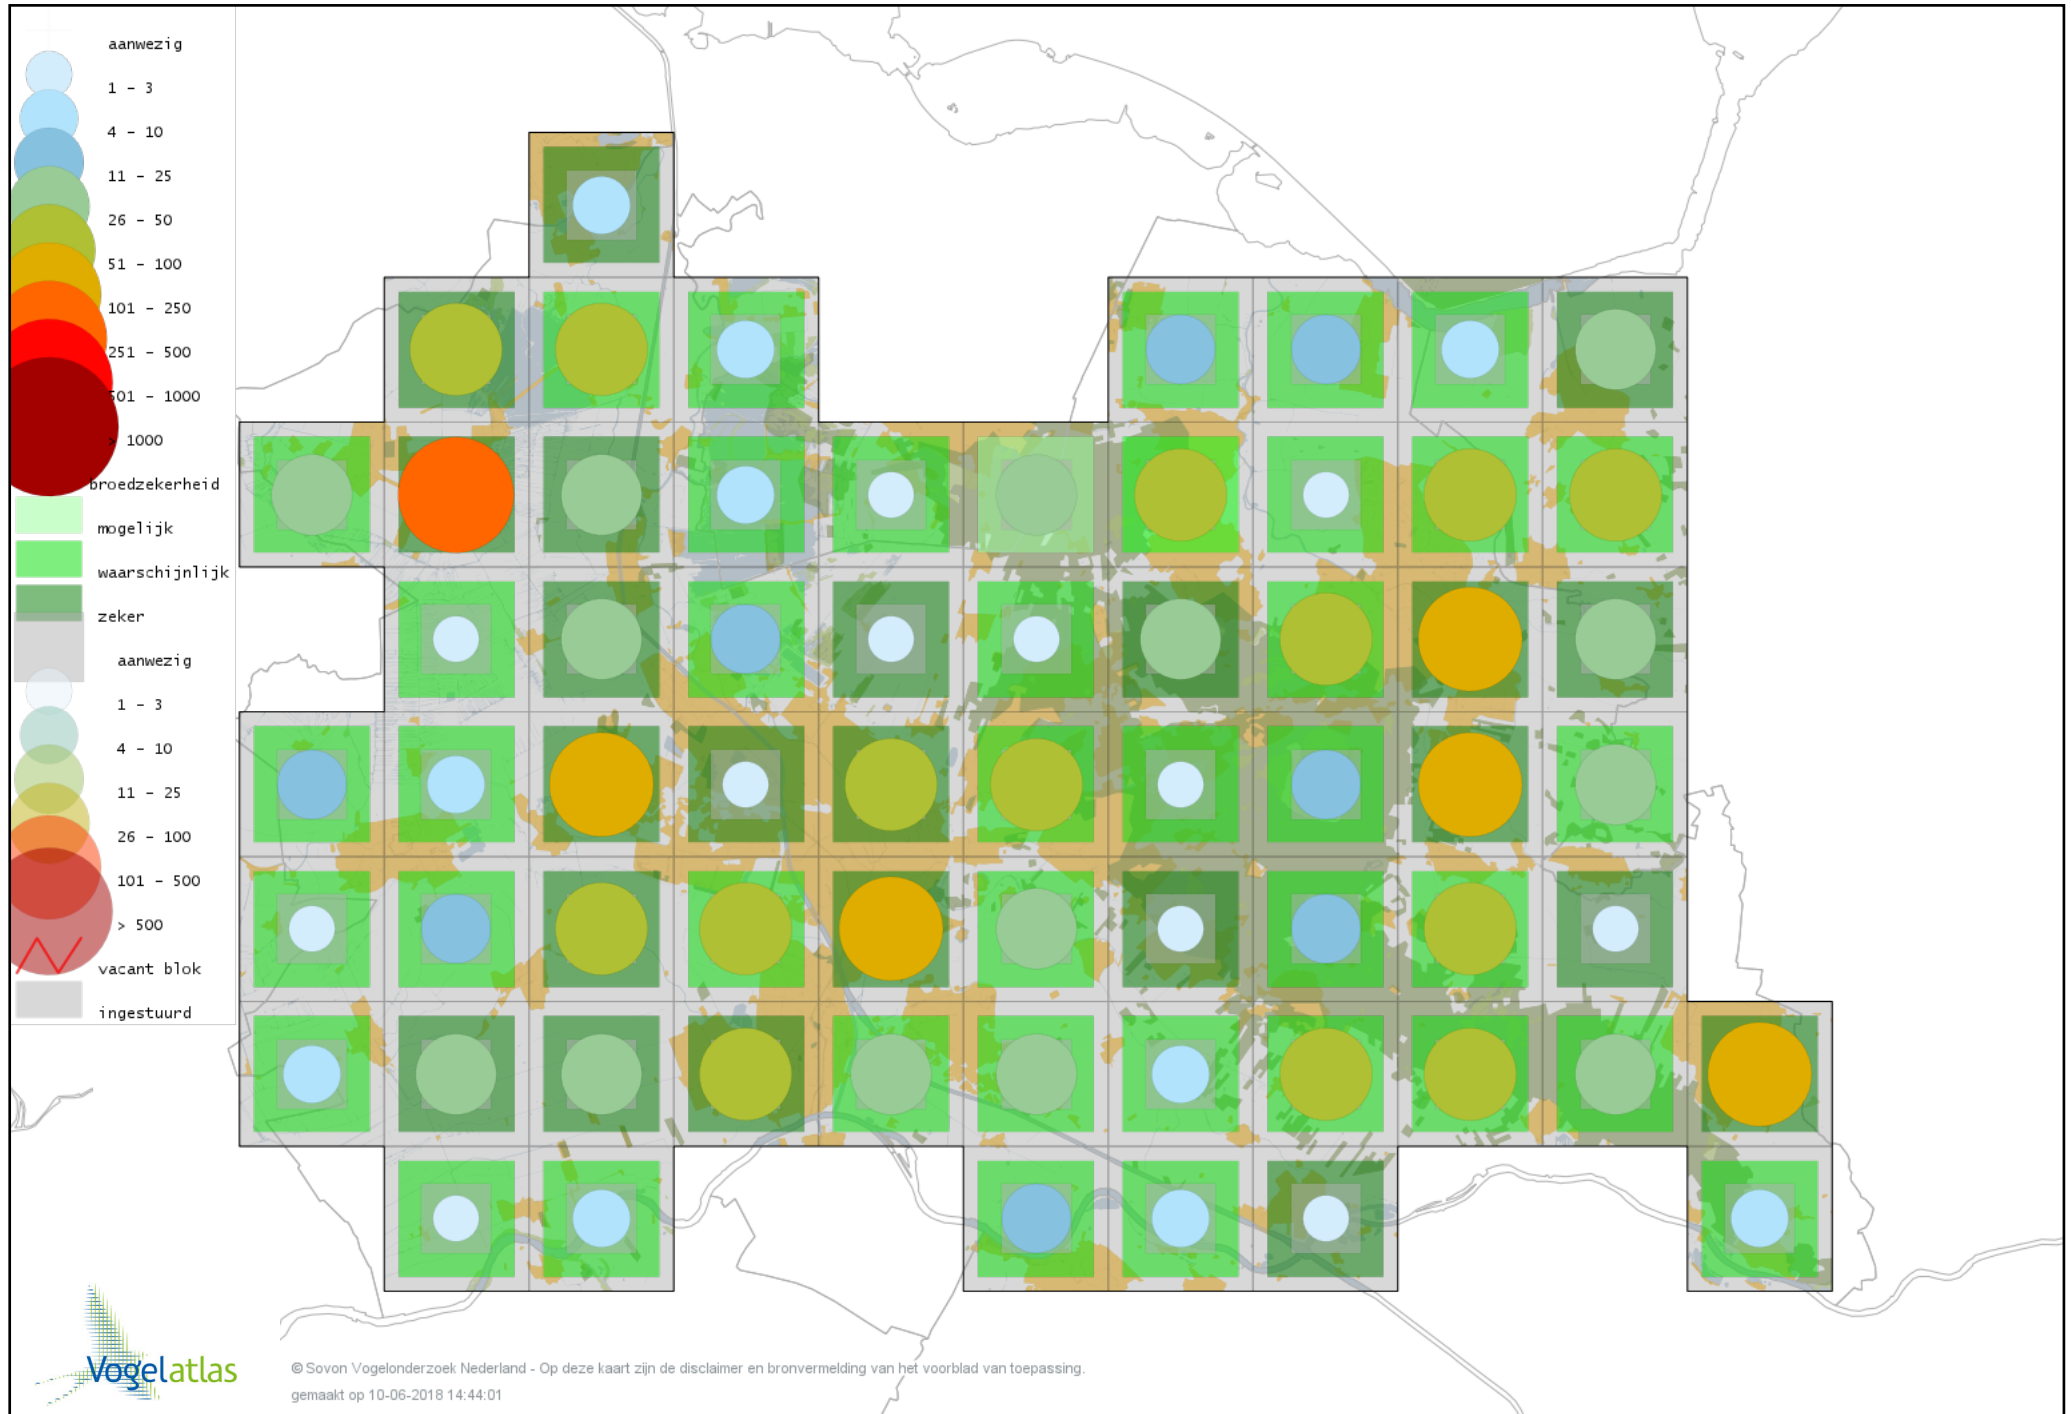 aanwezig
1 – 3
4 – 10
11 – 25
26 – 50
51 – 100
101 – 250
251 – 500
501 – 1000
> 1000
broedzekerheid
mogelijk
waarschijnlijk
zeker
aanwezig
1 – 3
4 – 10
11 – 25
26 – 100
101 – 500
> 500
vacant blok
ingestuurd
Vogelatlas
© Sovon Vogelonderzoek Nederland - Op deze kaart zijn de disclaimer en bronvermelding van het voorblad van toepassing.
gemaakt op 10-06-2018 14:44:01